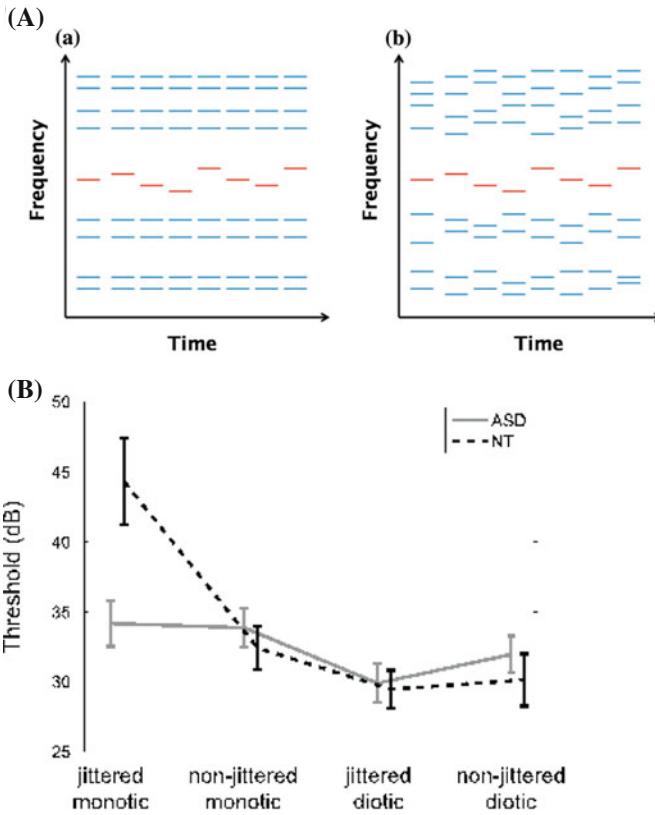 (A)
(a)
(b)
Frequency
Frequency
Time
Time
(B)
50
45
40
35
30
25
Threshold (dB)
ASD
NT
jittered
monotic
non-jittered
monotic
jittered
diotic
non-jittered
diotic